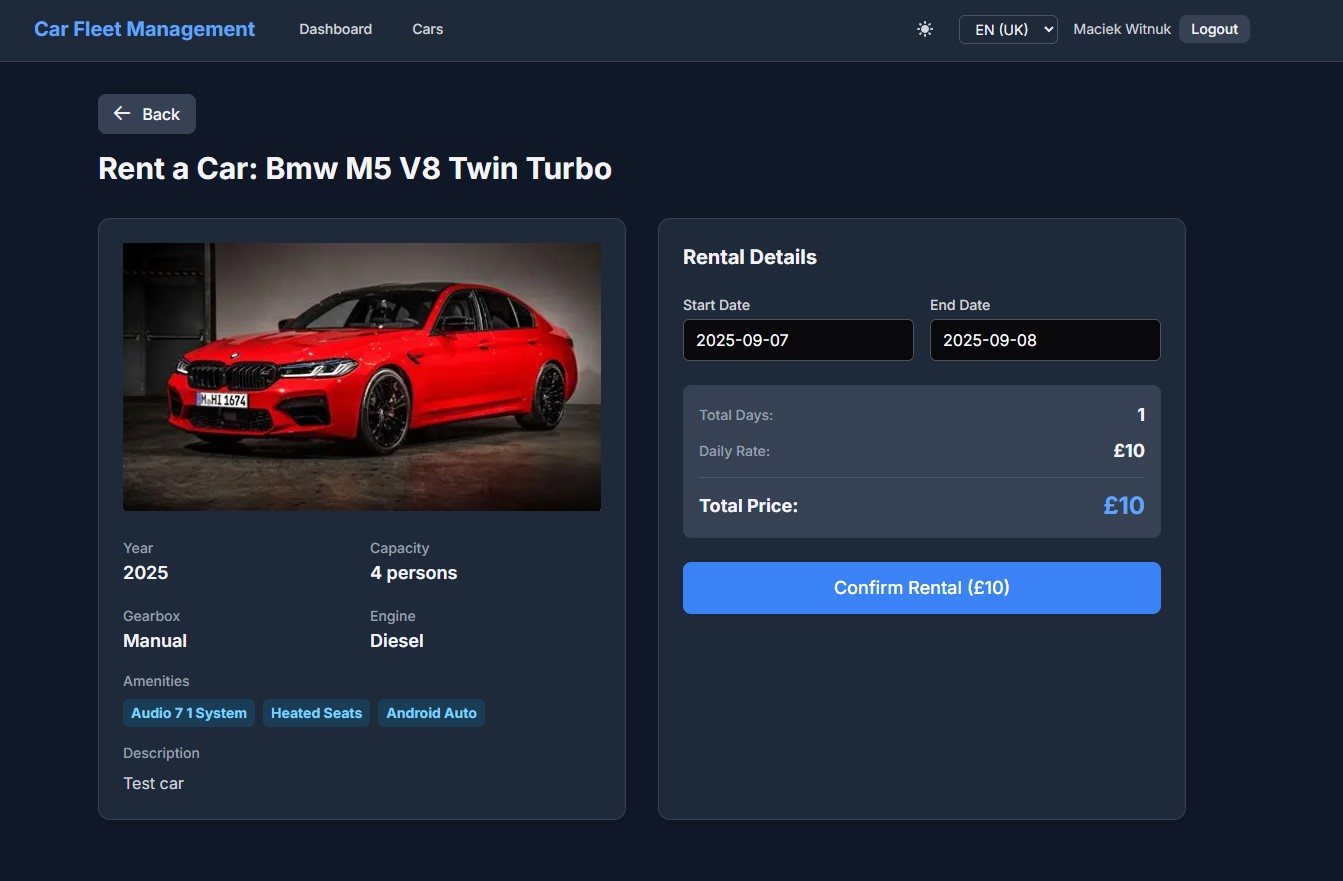 Car Fleet Management Dashboard Cars EN (UK) Maciek Witnuk Logout
Back
Rent a Car: Bmw M5 V8 Twin Turbo
M HI 1674
Year
2025
Capacity
4 persons
Gearbox
Manual
Engine
Diesel
Amenities
Audio 7 1 System Heated Seats Android Auto
Description
Test car
Rental Details
Start Date
2025-09-07
End Date
2025-09-08
Total Days: 1
Daily Rate: £10
Total Price: £10
Confirm Rental (£10)